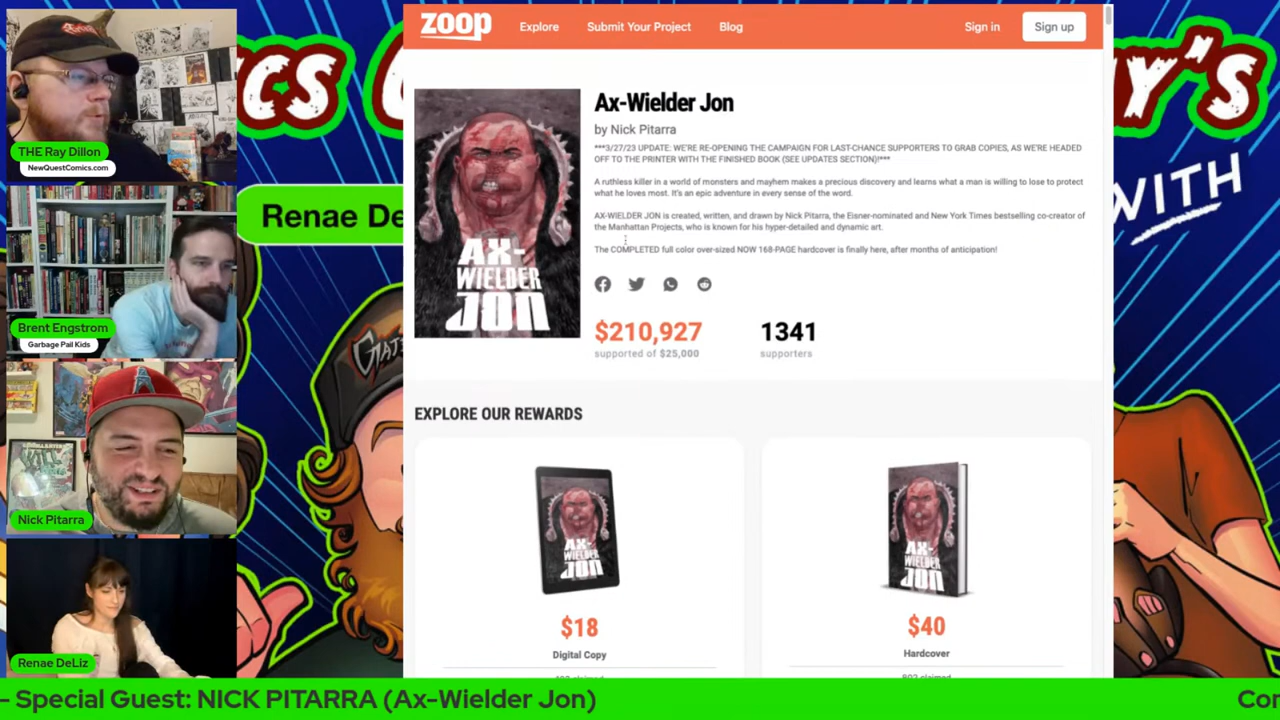 THE Ray Dillon
NewQuestComics.com
Brent Engstrom
Garbage Pail Kids
Nick Pitarra
Renae DeLiz
CS
Y'S
WITH
Renae De
zoop
Explore
Submit Your Project
Blog
Sign in
Sign up
AX-
WIELDER
JON
Ax-Wielder Jon
by Nick Pitarra
***3/27/23 UPDATE: WE'RE RE-OPENING THE CAMPAIGN FOR LAST-CHANCE SUPPORTERS TO GRAB COPIES, AS WE'RE HEADED
OFF TO THE PRINTER WITH THE FINISHED BOOK (SEE UPDATES SECTION)!***
A ruthless killer in a world of monsters and mayhem makes a precious discovery and learns what a man is willing to lose to protect
what he loves most. It's an epic adventure in every sense of the word.
AX-WIELDER JON is created, written, and drawn by Nick Pitarra, the Eisner-nominated and New York Times bestselling co-creator of
the Manhattan Projects, who is known for his hyper-detailed and dynamic art.
The COMPLETED full color over-sized NOW 168-PAGE hardcover is finally here, after months of anticipation!
$210,927
supported of $25,000
1341
supporters
EXPLORE OUR REWARDS
AX-
WIELDER
JON
$18
Digital Copy
AX-
WIELDER
JON
$40
Hardcover
- Special Guest: NICK PITARRA (Ax-Wielder Jon)
Cor